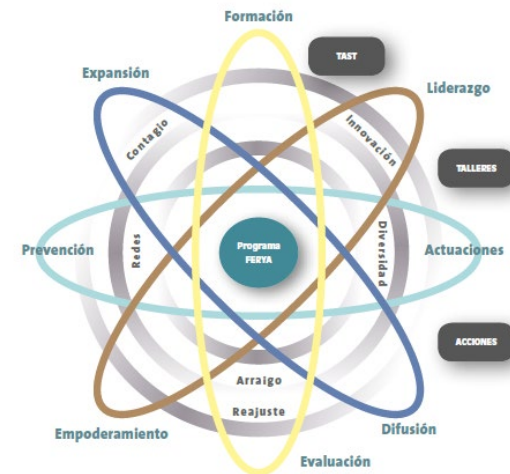 Formación
TAST
Expansión
Liderazgo
Contagio
Innovación
TALLERES
Prevención
Redes
Programa
FERYA
Diversidad
Actuaciones
ACCIONES
Arraigo
Reajuste
Empoderamiento
Difusión
Evaluación